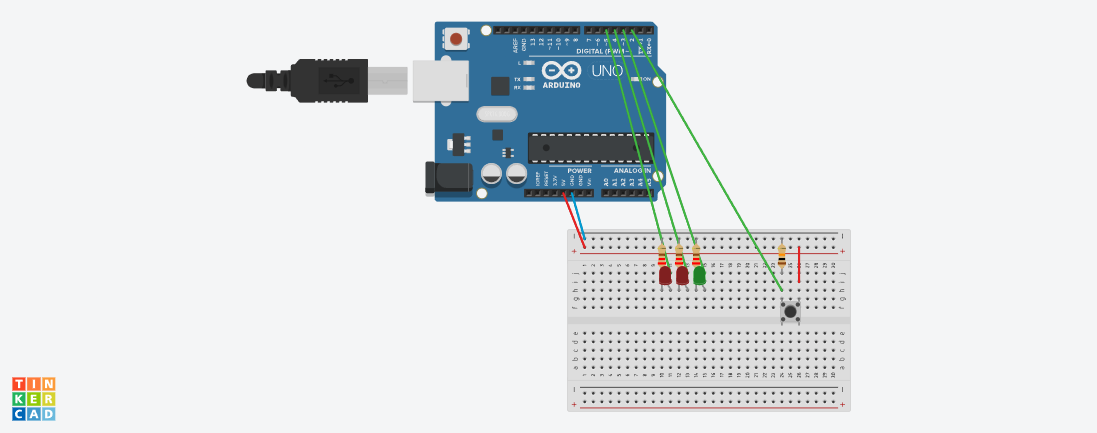 AREF
GND
13
12
~11
~10
~9
8
7
~6
~5
4
~3
2
TX→1
RX←0
DIGITAL (PWM~)
L
TX
RX
ARDUINO
UNO
ON
POWER
ANALOG IN
IOREF
RESET
3.3V
5V
GND
GND
Vin
A0
A1
A2
A3
A4
A5
j
i
h
g
f
e
d
c
b
a
TIN
KER
CAD